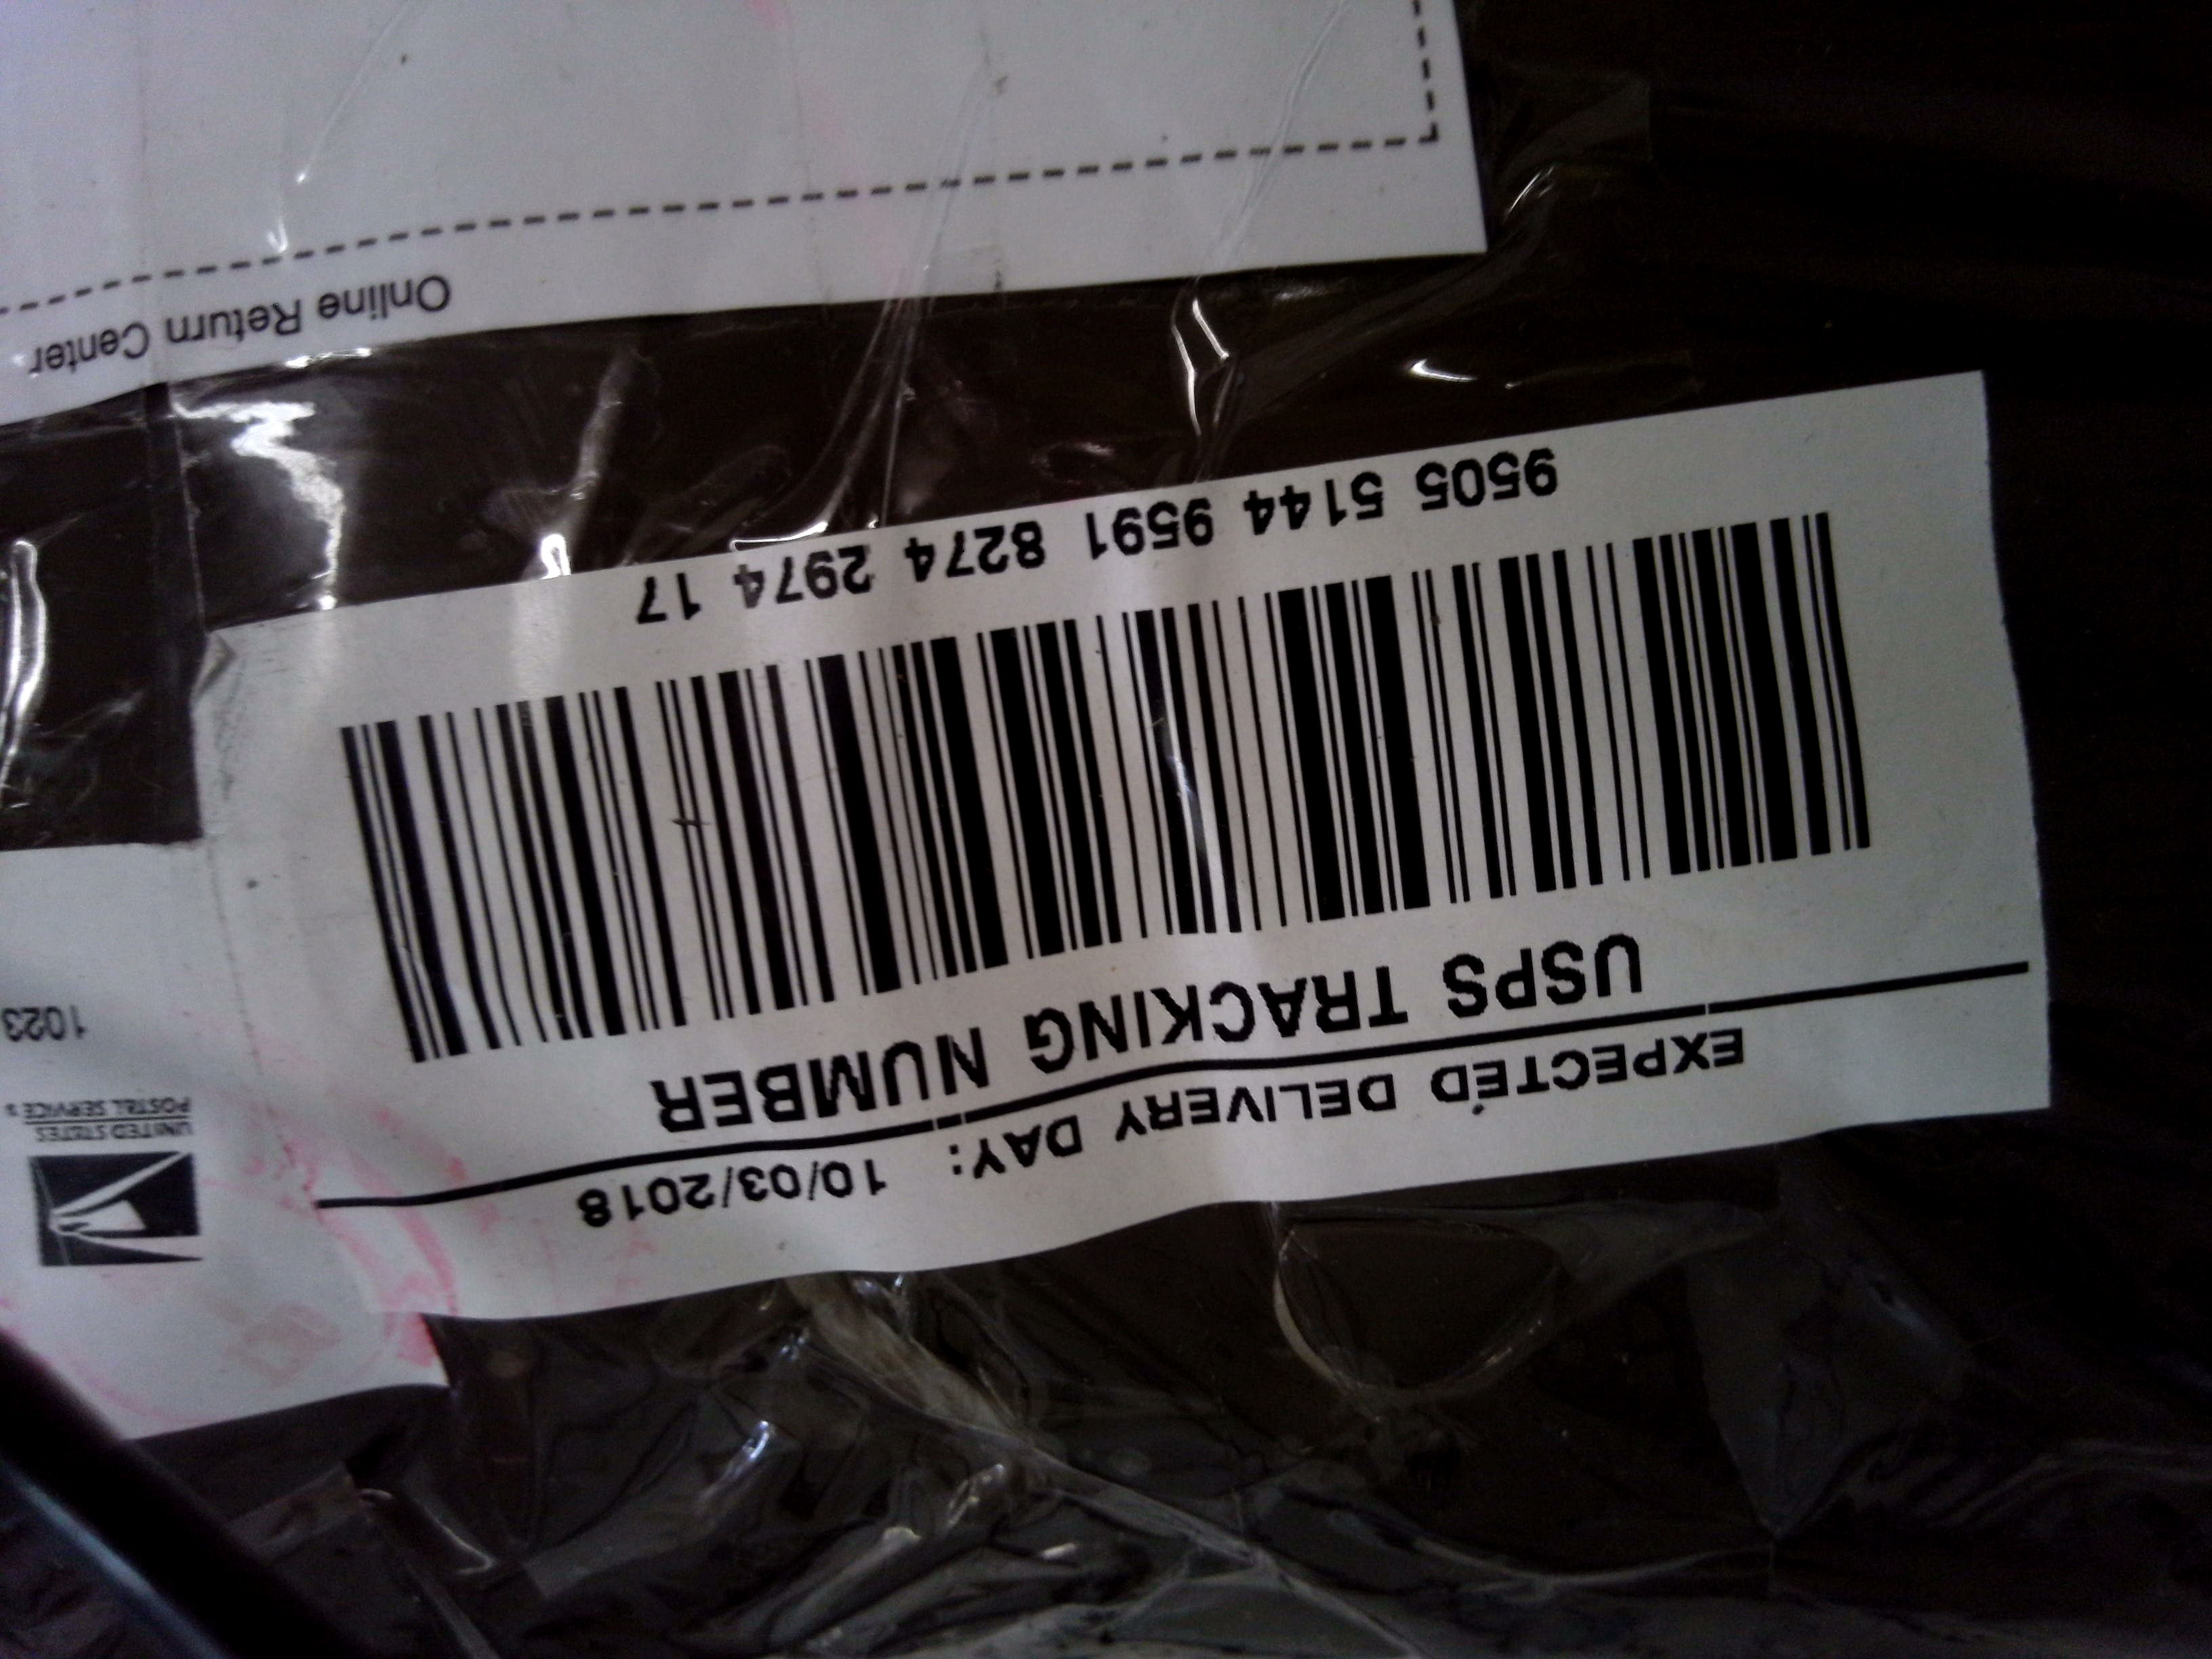 EXPECTED DELIVERY DAY: 10/03/2018
USPS TRACKING NUMBER
9505 5144 9591 8274 2974 17
UNITED STATES
POSTAL SERVICE
1023
Online Return Center